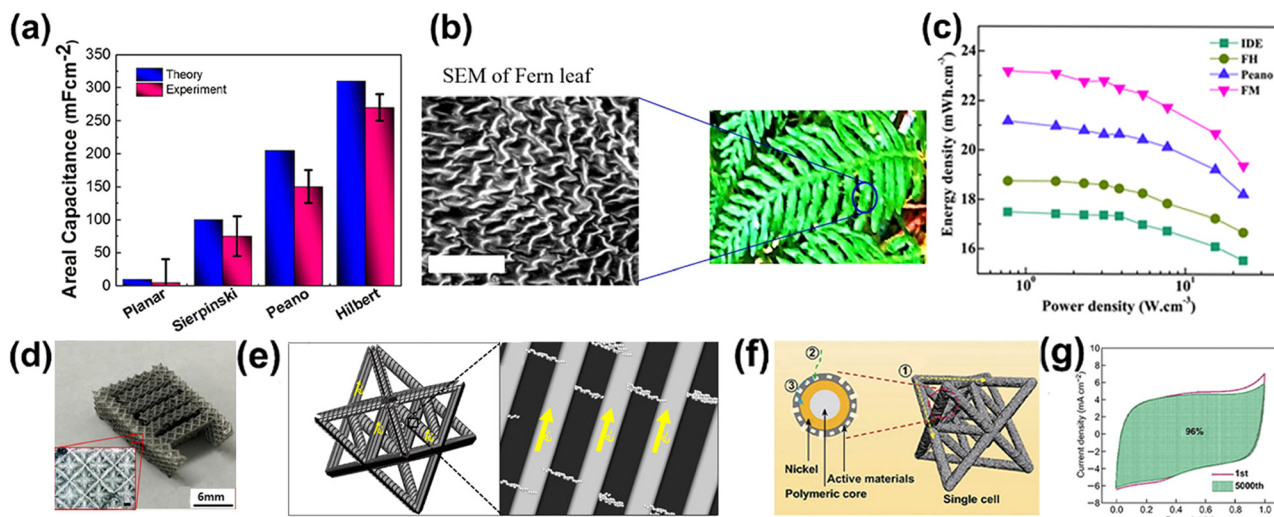 (a)
Areal Capacitance (mFcm⁻²)
350
300
250
200
150
100
50
0
Theory
Experiment
Planar
Sierpinski
Peano
Hilbert
(b)
SEM of Fern leaf
(c)
Energy density (mWh.cm⁻³)
24
22
20
18
16
IDE
FH
Peano
FM
10⁰
10¹
Power density (W.cm⁻³)
(d)
6mm
(e)
(f)
②
③
①
Nickel
Active materials
Polymeric core
Single cell
(g)
Current density (mA cm⁻²)
10
8
6
4
2
0
−2
−4
−6
−8
96%
1st
5000th
0.0
0.2
0.4
0.6
0.8
1.0